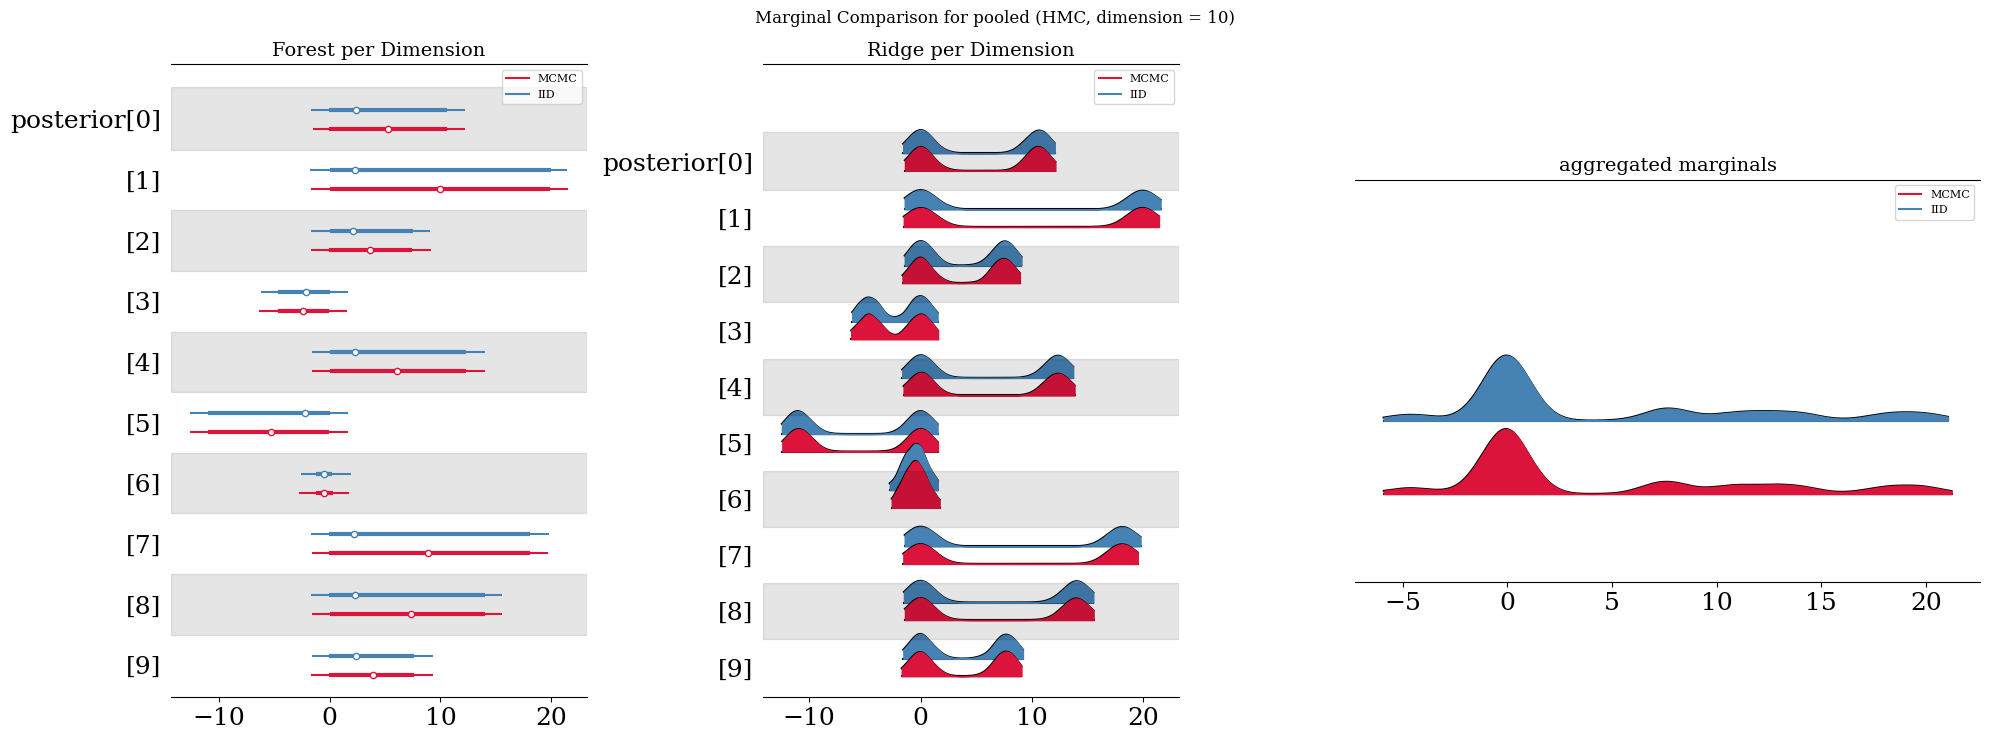 Marginal Comparison for pooled (HMC, dimension = 10)
Forest per Dimension
MCMC
IID
posterior[0]
[1]
[2]
[3]
[4]
[5]
[6]
[7]
[8]
[9]
−10 0 10 20
Ridge per Dimension
MCMC
IID
posterior[0]
[1]
[2]
[3]
[4]
[5]
[6]
[7]
[8]
[9]
−10 0 10 20
aggregated marginals
MCMC
IID
−5 0 5 10 15 20